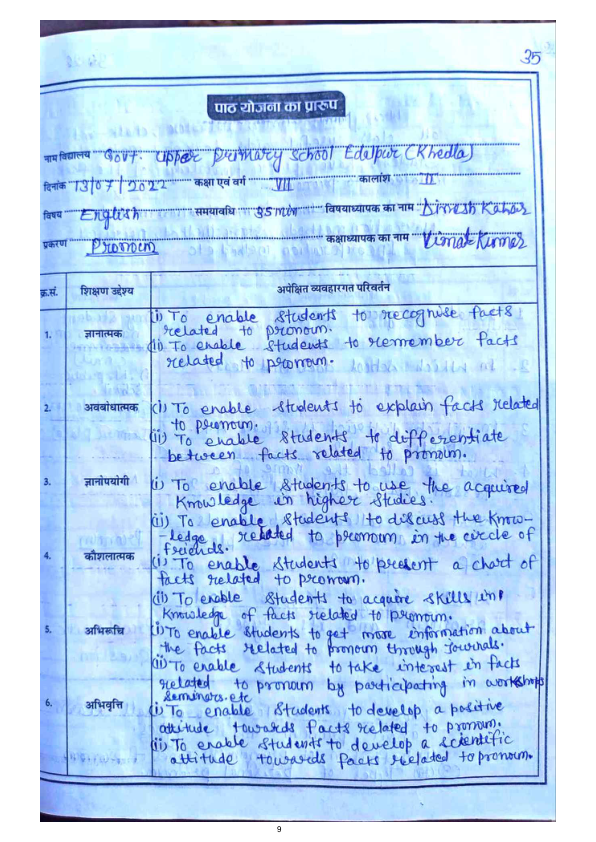 35
पाठ योजना का प्रारूप
नाम विद्यालय Govt. Upper Primary School Edalpur (Khedla)
दिनांक 13/07/2022 कक्षा एवं वर्ग VII कालांश II
विषय English समयावधि 35 min विषयाध्यापक का नाम Dinesh Kahar
प्रकरण Pronoun कक्षाध्यापक का नाम Vimal Kumar
क्र.सं. शिक्षण उद्देश्य अपेक्षित व्यवहारगत परिवर्तन
1. ज्ञानात्मक (i) To enable students to recognise facts
related to pronoun.
(ii) To enable students to remember facts
related to pronoun.
2. अवबोधात्मक (i) To enable students to explain facts related
to pronoun.
(ii) To enable students to differentiate
between facts related to pronoun.
3. ज्ञानोपयोगी (i) To enable students to use the acquired
Knowledge in higher studies.
(ii) To enable students to discuss the know-
-ledge related to pronoun in the circle of
friends.
4. कौशलात्मक (i) To enable students to present a chart of
facts related to pronoun.
(ii) To enable students to acquire skills in
Knowledge of facts related to pronoun.
5. अभिरूचि (i) To enable students to get more information about
the facts related to pronoun through Journals.
(ii) To enable students to take interest in facts
related to pronoun by participating in workshops
seminars.etc
6. अभिवृत्ति (i) To enable students to develop a positive
attitude towards facts related to pronoun.
(ii) To enable students to develop a scientific
attitude towards facts related to pronoun.
9